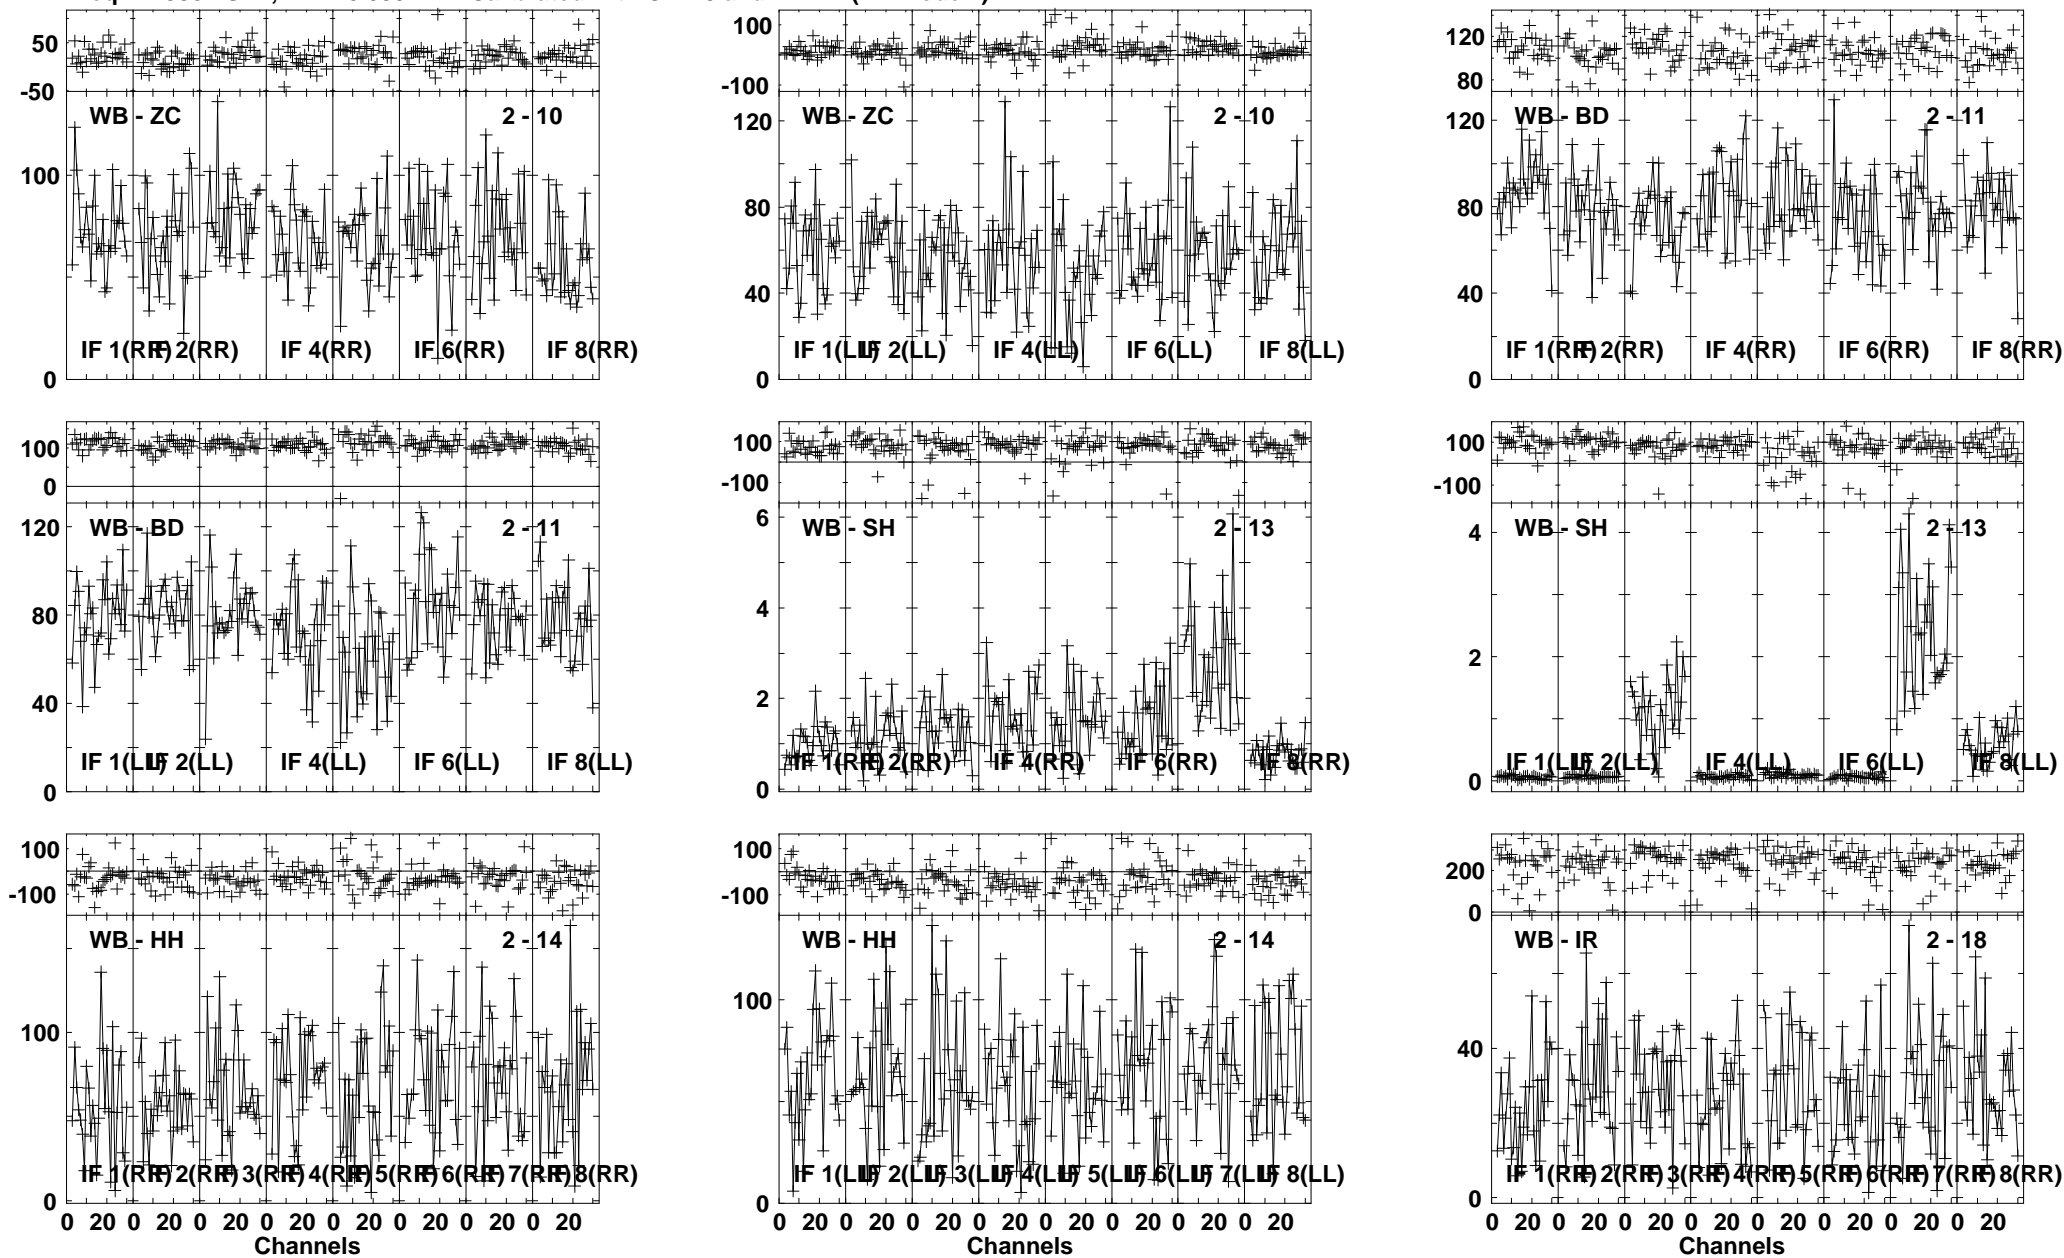 50
-50
WB - ZC 2 - 10
100
0
IF 1(RR) IF 2(RR) IF 4(RR) IF 6(RR) IF 8(RR)
100
-100
WB - ZC 2 - 10
120
80
40
0
IF 1(LL) IF 2(LL) IF 4(LL) IF 6(LL) IF 8(LL)
120
80
WB - BD 2 - 11
120
80
40
0
IF 1(RR) IF 2(RR) IF 4(RR) IF 6(RR) IF 8(RR)
100
0
WB - BD 2 - 11
120
80
40
0
IF 1(LL) IF 2(LL) IF 4(LL) IF 6(LL) IF 8(LL)
100
-100
WB - SH 2 - 13
6
4
2
0
IF 1(RR) IF 2(RR) IF 4(RR) IF 6(RR) IF 8(RR)
100
-100
WB - SH 2 - 13
4
2
0
IF 1(LL) IF 2(LL) IF 4(LL) IF 6(LL) IF 8(LL)
100
-100
WB - HH 2 - 14
100
0
IF 1(RR) IF 2(RR) IF 3(RR) IF 4(RR) IF 5(RR) IF 6(RR) IF 7(RR) IF 8(RR)
0 20 0 20 0 20 0 20 0 20 0 20 0 20 0 20
Channels
100
-100
WB - HH 2 - 14
100
0
IF 1(LL) IF 2(LL) IF 3(LL) IF 4(LL) IF 5(LL) IF 6(LL) IF 7(LL) IF 8(LL)
0 20 0 20 0 20 0 20 0 20 0 20 0 20 0 20
Channels
200
0
WB - IR 2 - 18
40
0
IF 1(RR) IF 2(RR) IF 3(RR) IF 4(RR) IF 5(RR) IF 6(RR) IF 7(RR) IF 8(RR)
0 20 0 20 0 20 0 20 0 20 0 20 0 20 0 20
Channels